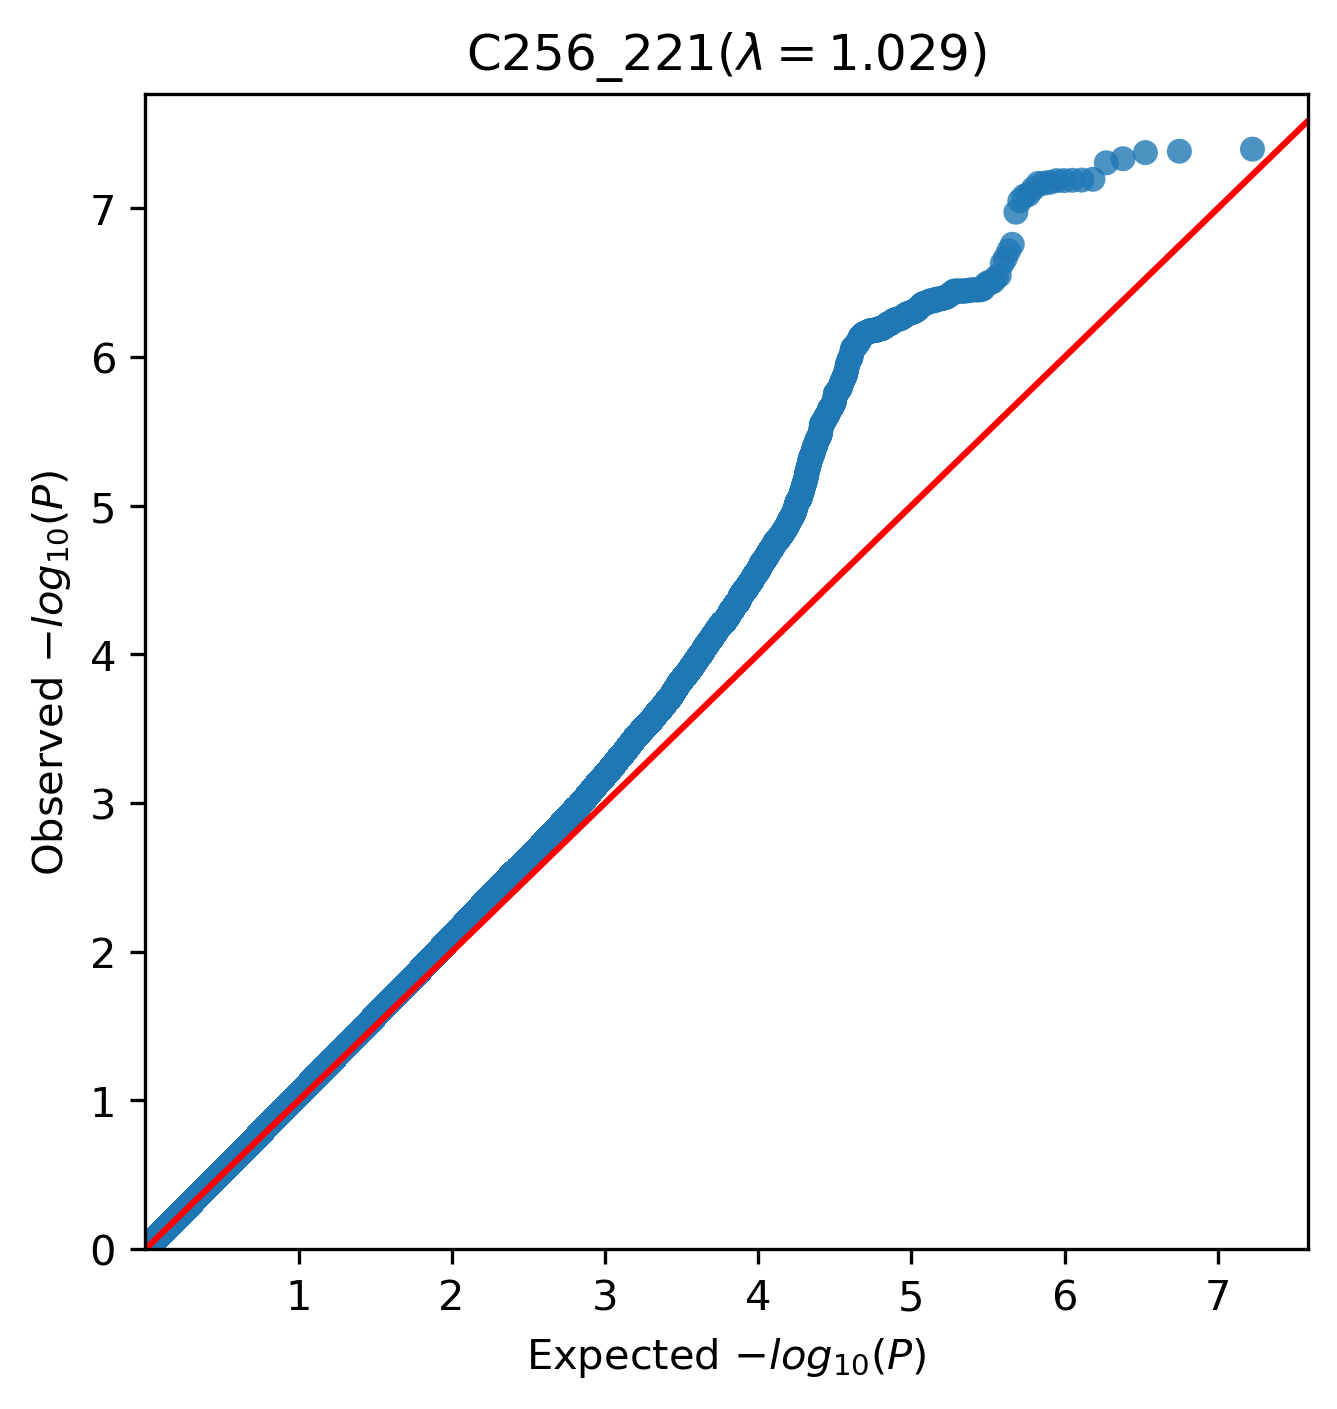 C256_221(λ = 1.029)
Observed −log₁₀(P)
7
6
5
4
3
2
1
0
1 2 3 4 5 6 7
Expected −log₁₀(P)